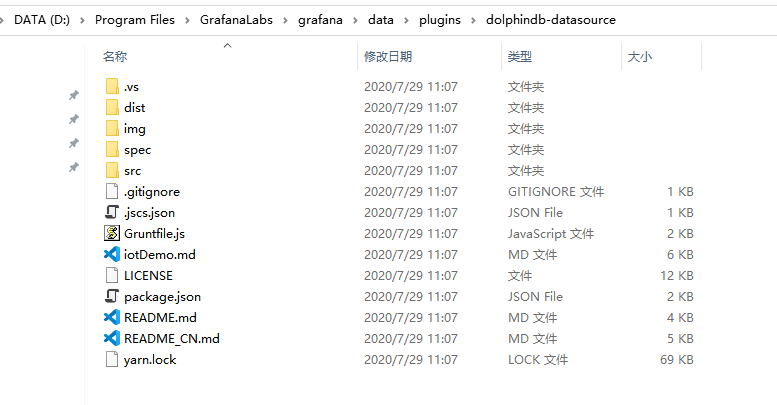 DATA (D:) > Program Files > GrafanaLabs > grafana > data > plugins > dolphindb-datasource
名称 修改日期 类型 大小
.vs 2020/7/29 11:07 文件夹
dist 2020/7/29 11:07 文件夹
img 2020/7/29 11:07 文件夹
spec 2020/7/29 11:07 文件夹
src 2020/7/29 11:07 文件夹
.gitignore 2020/7/29 11:07 GITIGNORE 文件 1 KB
.jscs.json 2020/7/29 11:07 JSON File 1 KB
Gruntfile.js 2020/7/29 11:07 JavaScript 文件 2 KB
iotDemo.md 2020/7/29 11:07 MD 文件 6 KB
LICENSE 2020/7/29 11:07 文件 12 KB
package.json 2020/7/29 11:07 JSON File 2 KB
README.md 2020/7/29 11:07 MD 文件 4 KB
README_CN.md 2020/7/29 11:07 MD 文件 5 KB
yarn.lock 2020/7/29 11:07 LOCK 文件 69 KB